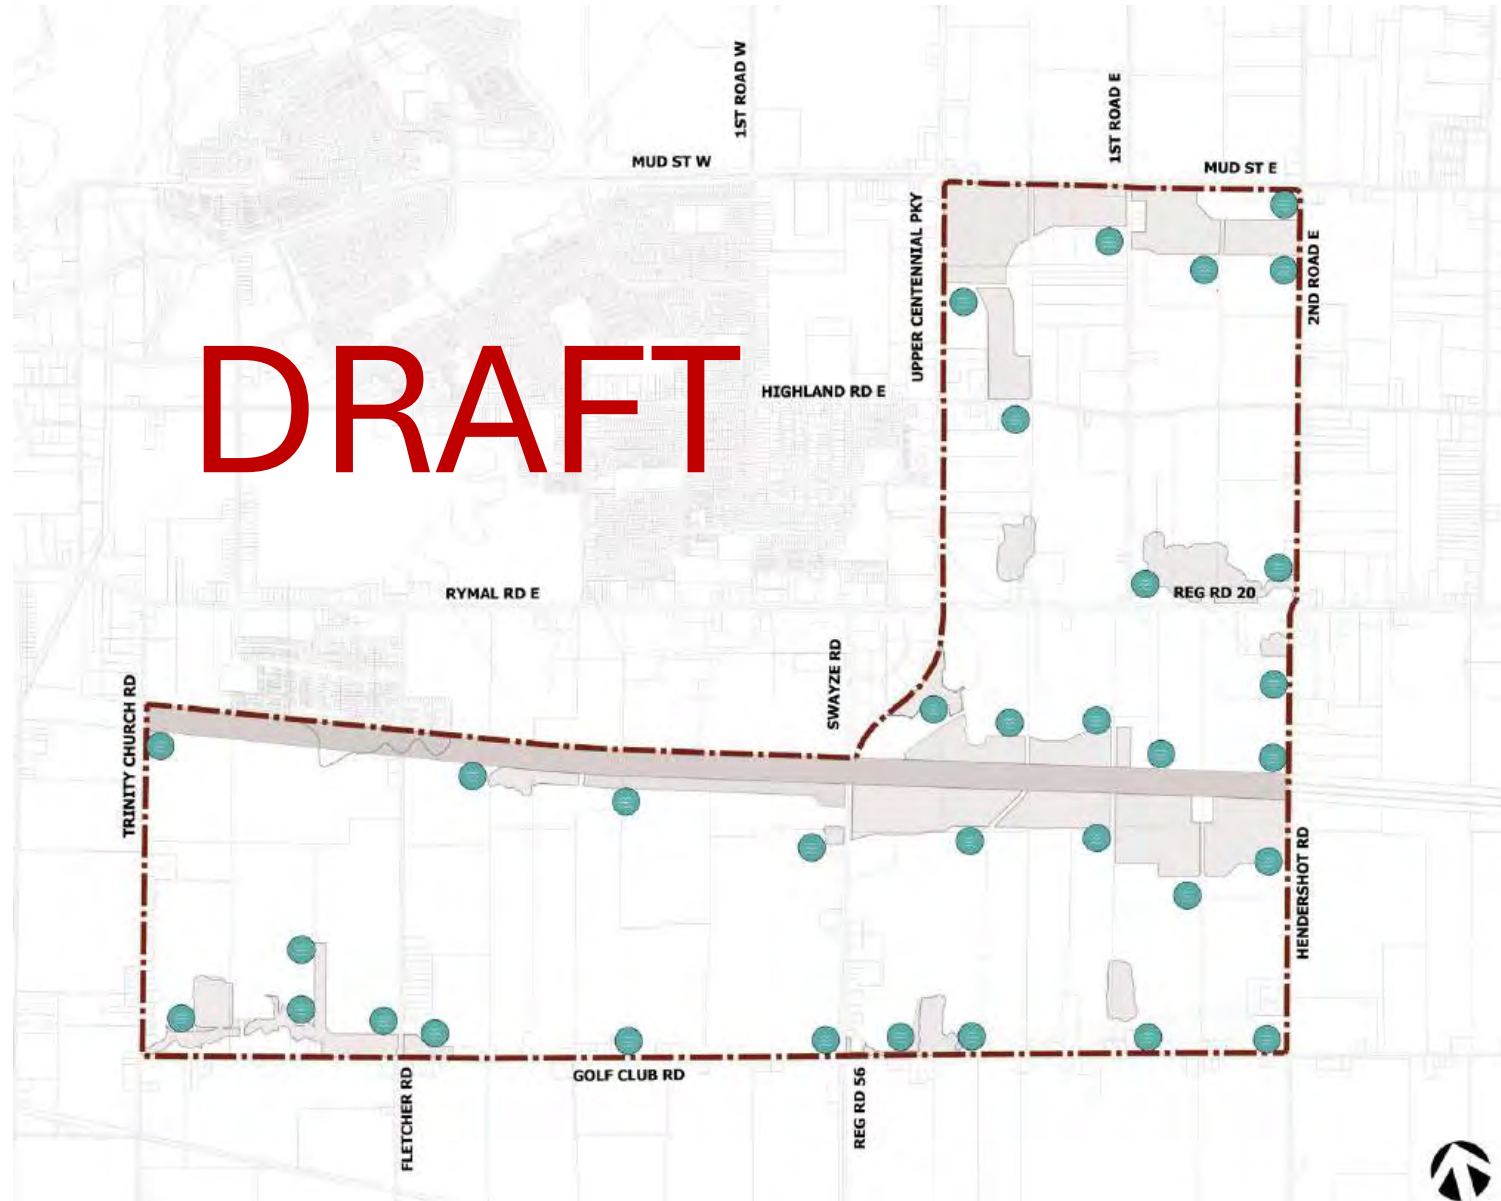 1ST ROAD W
1ST ROAD E
MUD ST W
MUD ST E
UPPER CENTENNIAL PKY
2ND ROAD E
DRAFT
HIGHLAND RD E
RYMAL RD E
REG RD 20
SWAYZE RD
TRINITY CHURCH RD
HENDERSHOT RD
GOLF CLUB RD
FLETCHER RD
REG RD 56